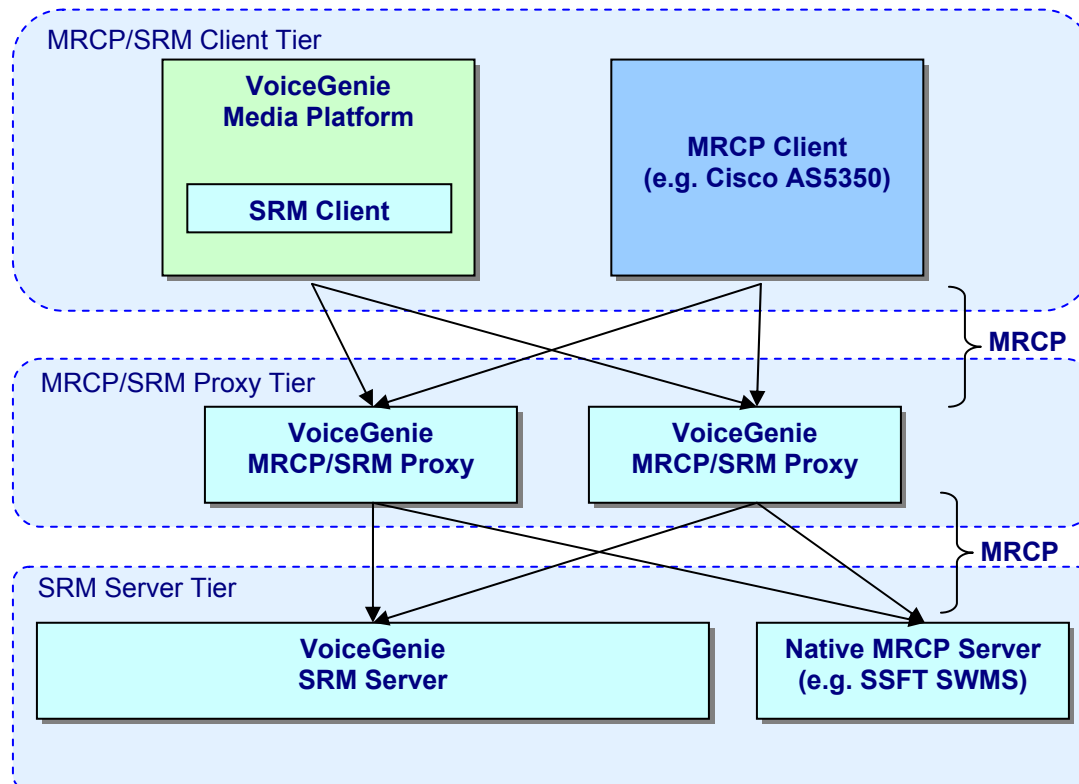 MRCP/SRM Client Tier
VoiceGenie
Media Platform
SRM Client
MRCP Client
(e.g. Cisco AS5350)
MRCP
MRCP/SRM Proxy Tier
VoiceGenie
MRCP/SRM Proxy
VoiceGenie
MRCP/SRM Proxy
MRCP
SRM Server Tier
VoiceGenie
SRM Server
Native MRCP Server
(e.g. SSFT SWMS)